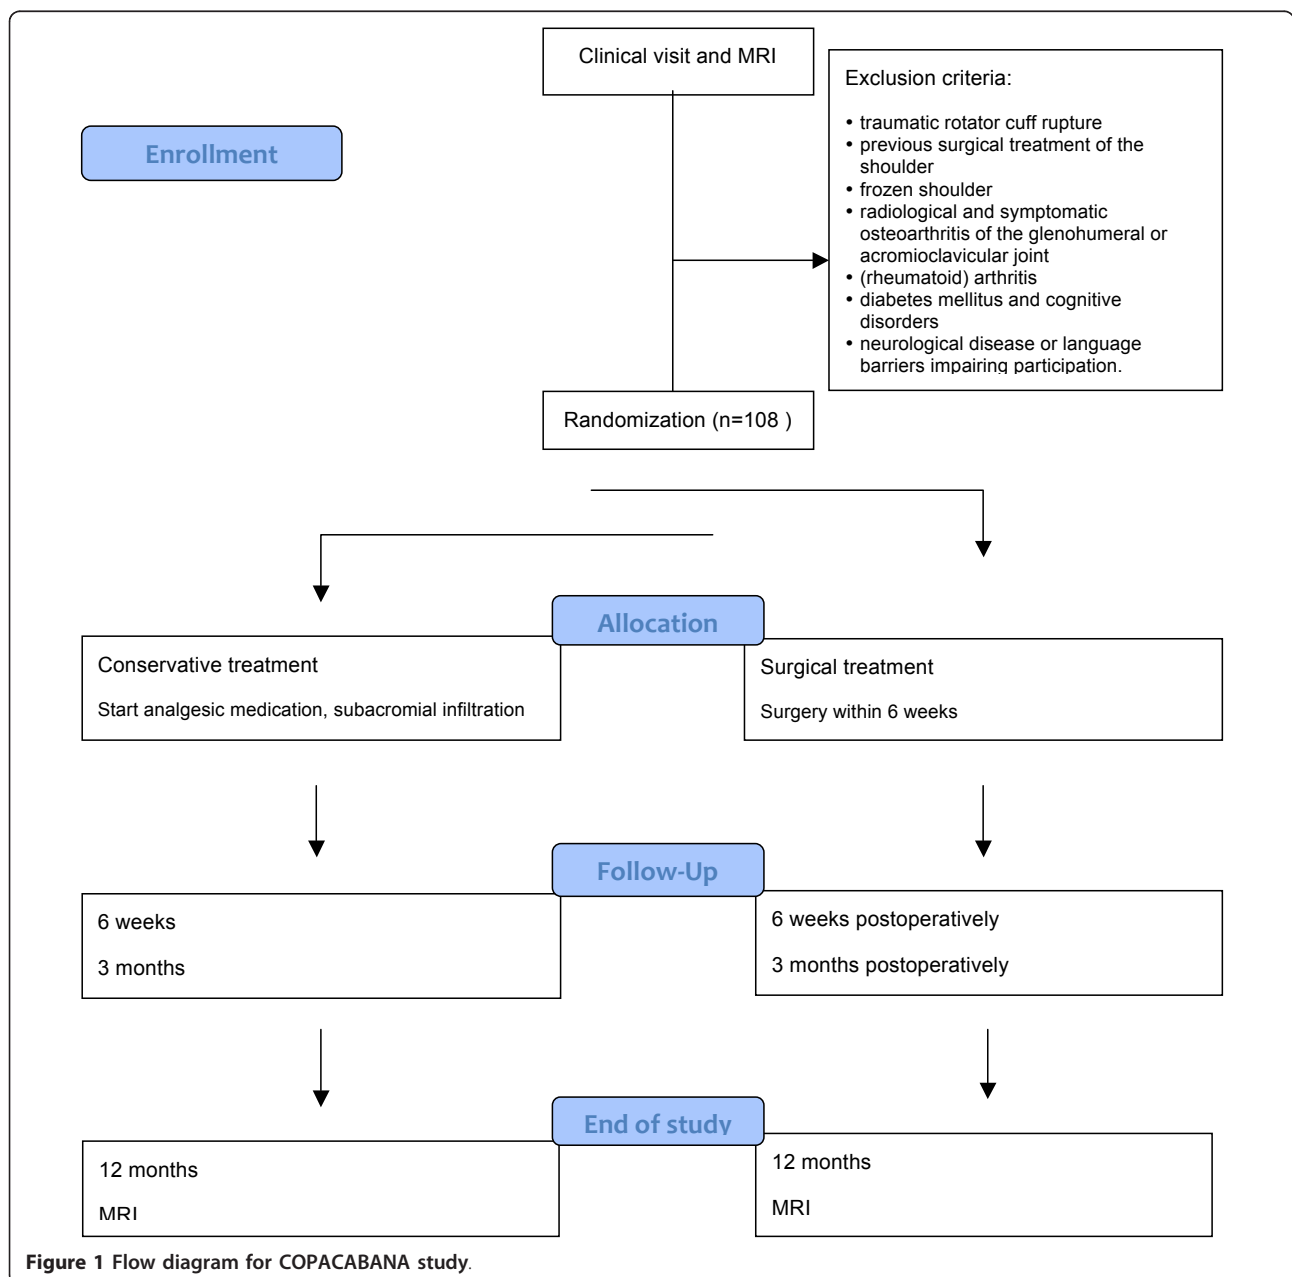 Clinical visit and MRI
Exclusion criteria:
• traumatic rotator cuff rupture
• previous surgical treatment of the
shoulder
• frozen shoulder
• radiological and symptomatic
osteoarthritis of the glenohumeral or
acromioclavicular joint
• (rheumatoid) arthritis
• diabetes mellitus and cognitive
disorders
• neurological disease or language
barriers impairing participation.
Enrollment
Randomization (n=108 )
Allocation
Conservative treatment
Start analgesic medication, subacromial infiltration
Surgical treatment
Surgery within 6 weeks
Follow-Up
6 weeks
3 months
6 weeks postoperatively
3 months postoperatively
End of study
12 months
MRI
12 months
MRI
Figure 1 Flow diagram for COPACABANA study.